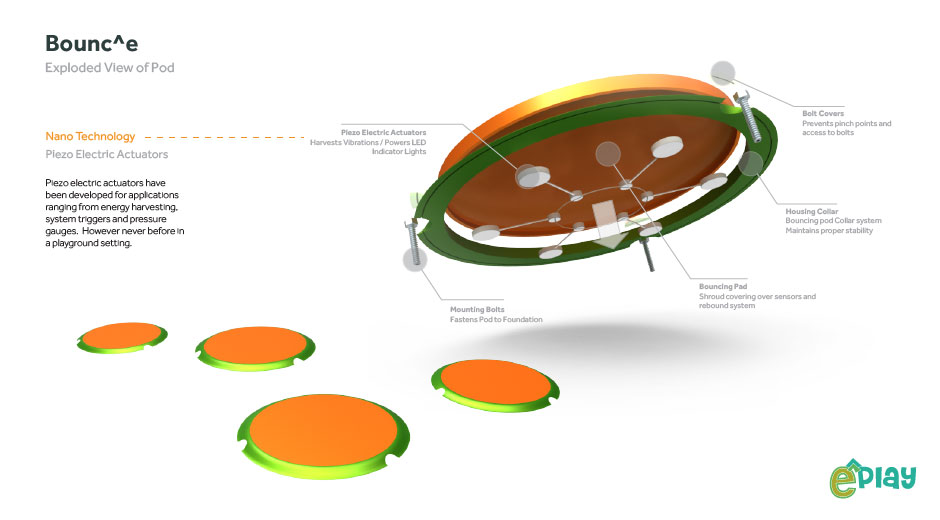 Bounc^e
Exploded View of Pod
Nano Technology
Piezo Electric Actuators
Piezo electric actuators have
been developed for applications
ranging from energy harvesting,
system triggers and pressure
gauges. However never before in
a playground setting.
Piezo Electric Actuators
Harvests Vibrations / Powers LED
Indicator Lights
Bolt Covers
Prevents pinch points and
access to bolts
Housing Collar
Bouncing pod Collar system
Maintains proper stability
Bouncing Pad
Shroud covering over sensors and
rebound system
Mounting Bolts
Fastens Pod to Foundation
ePlay